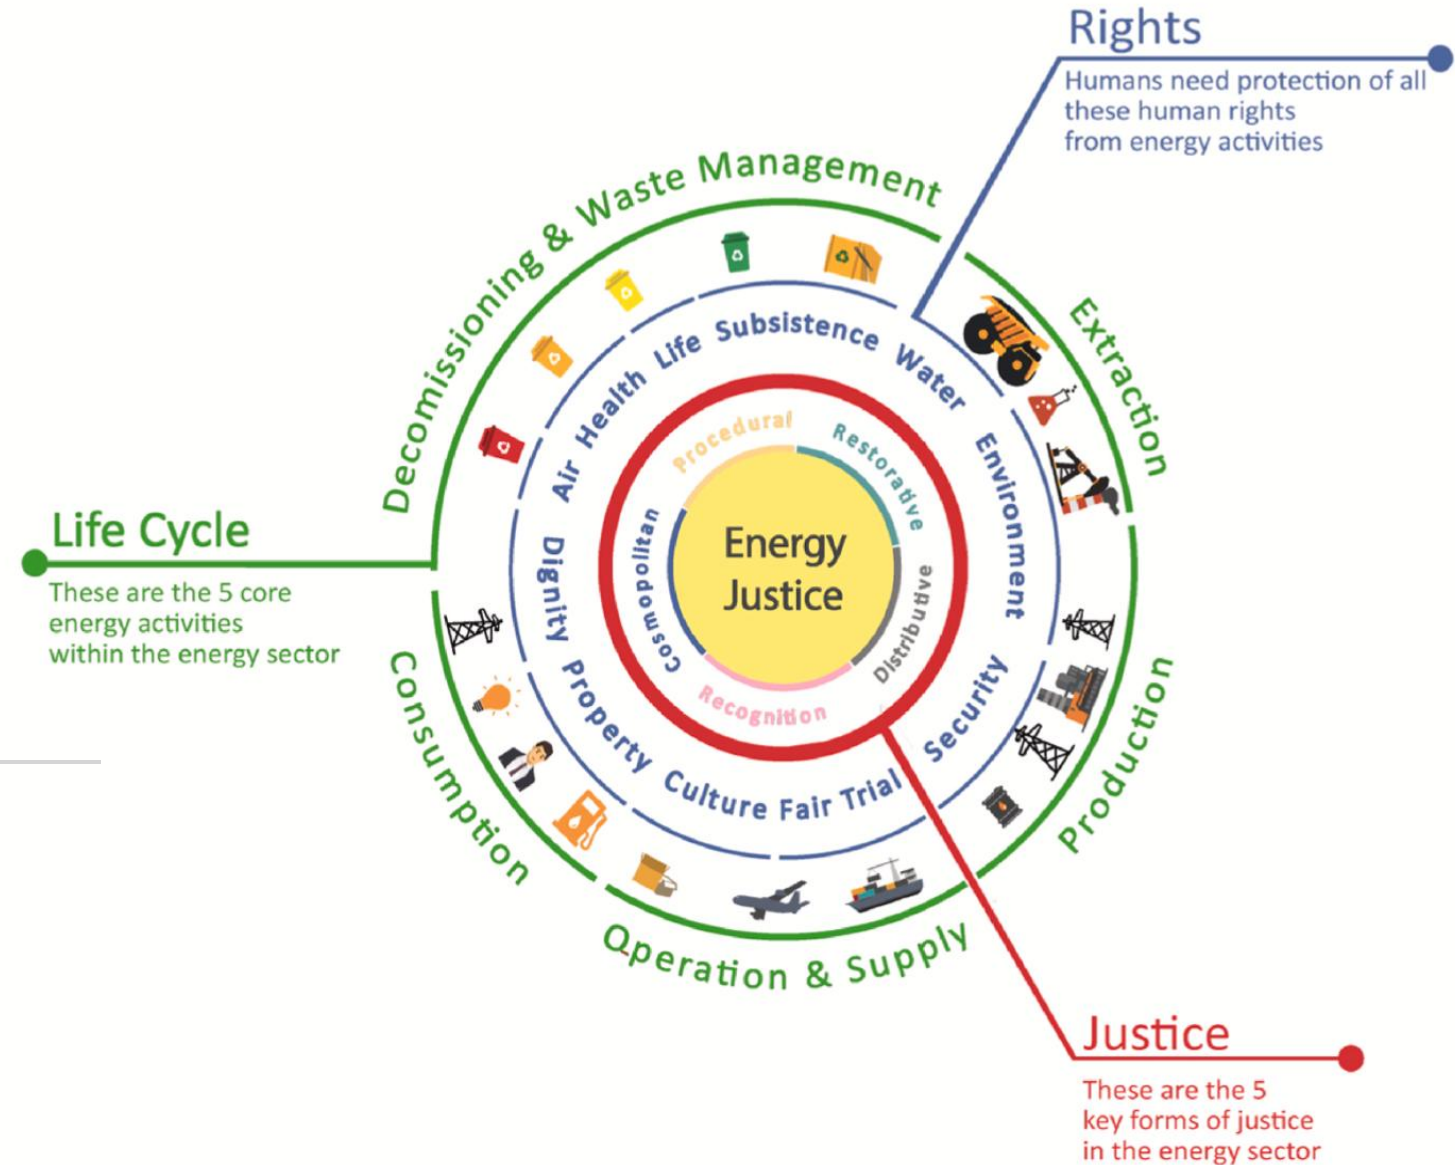 Rights
Humans need protection of all
these human rights
from energy activities
Decomissioning & Waste Management
Extraction
Production
Operation & Supply
Consumption
Life Cycle
These are the 5 core
energy activities
within the energy sector
Air
Health
Life
Subsistence
Water
Environment
Security
Fair Trial
Culture
Property
Dignity
Procedural
Restorative
Distributive
Recognition
Cosmopolitan
Energy
Justice
Justice
These are the 5
key forms of justice
in the energy sector